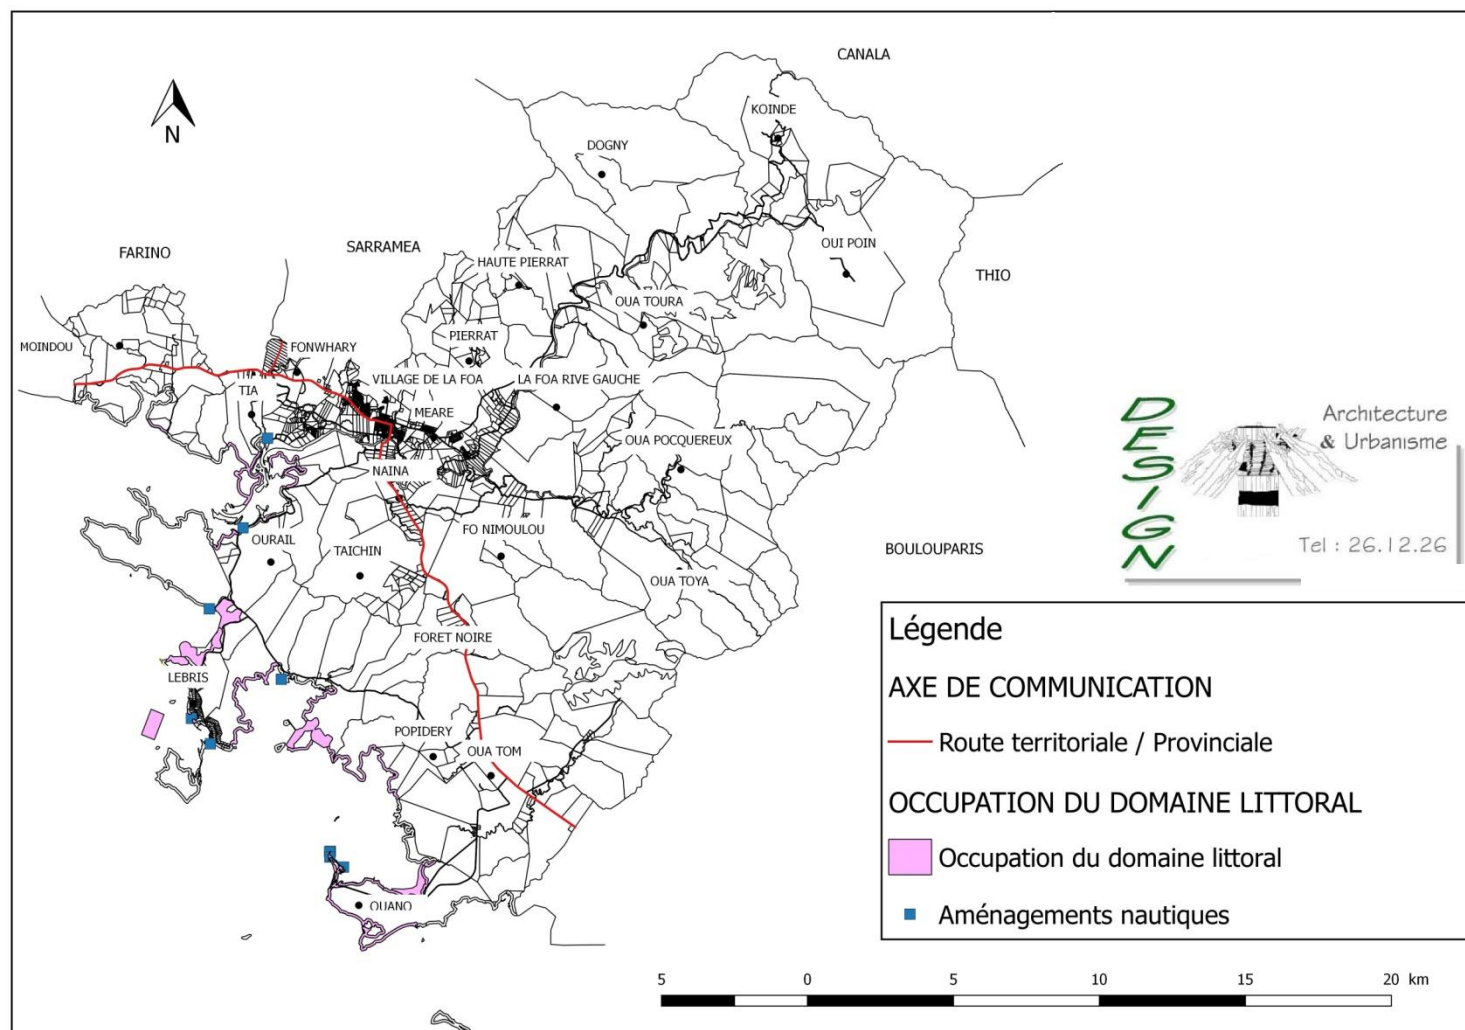 CANALA
KOINDE
DOGNY
N
OUI POIN
SARRAMEA
FARINO
HAUTE PIERRAT
THIO
OUA TOURA
PIERRAT
MOINDOU
FONWHARY
VILLAGE DE LA FOA
LA FOA RIVE GAUCHE
TIA
MEARE
OUA POCQUEREUX
NAINA
FO NIMOULOU
OURAIL
TAICHIN
BOULOUPARIS
OUA TOYA
FORET NOIRE
LEBRIS
POPIDERY
OUA TOM
OUANO
DESIGN
Architecture
& Urbanisme
Tel : 26.12.26
Légende
AXE DE COMMUNICATION
Route territoriale / Provinciale
OCCUPATION DU DOMAINE LITTORAL
Occupation du domaine littoral
Aménagements nautiques
5 0 5 10 15 20 km